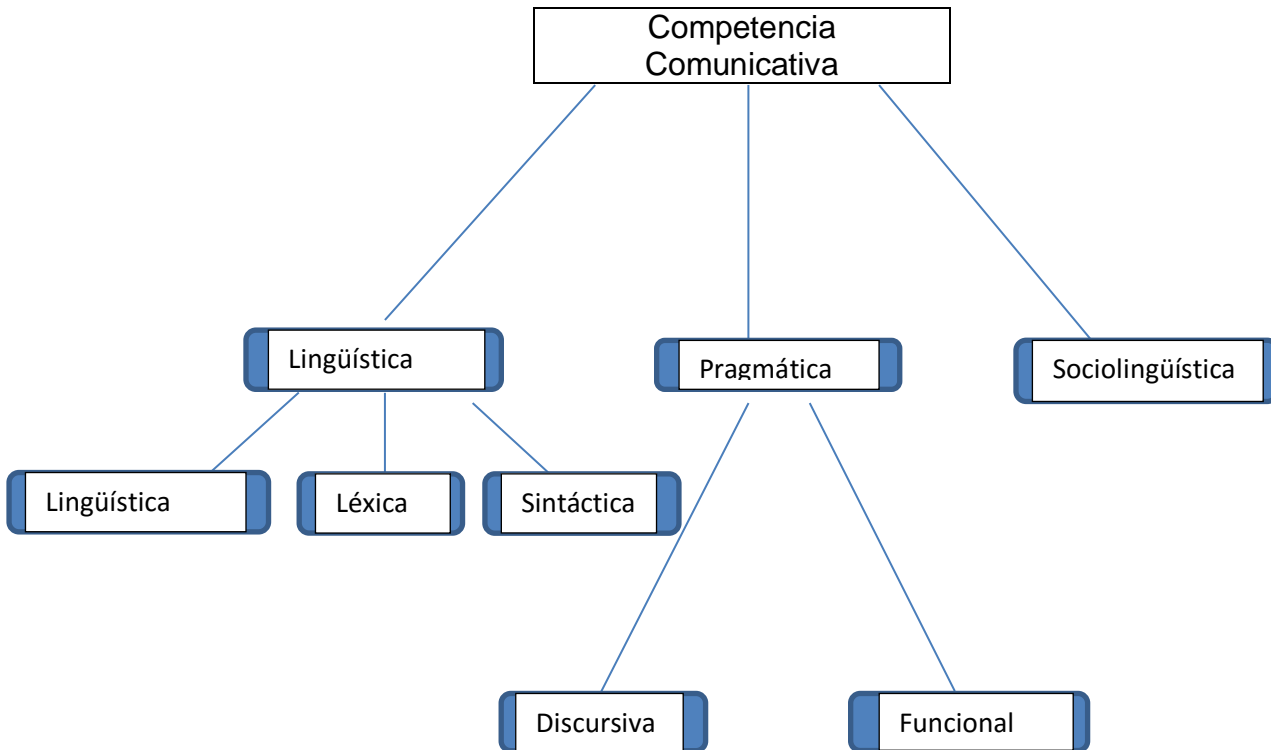 Competencia
Comunicativa
Lingüística
Pragmática
Sociolingüística
Lingüística
Léxica
Sintáctica
Discursiva
Funcional